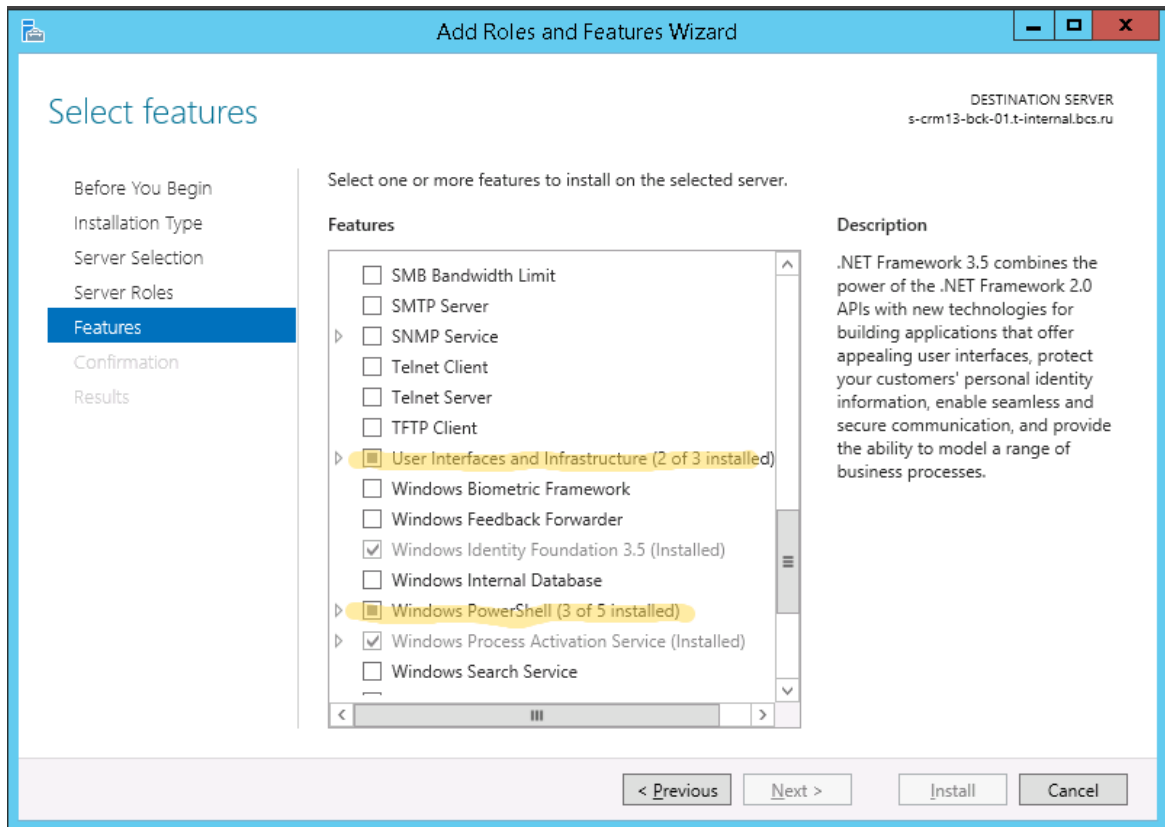 Add Roles and Features Wizard
Select features
DESTINATION SERVER
s-crm13-bck-01.t-internal.bcs.ru
Before You Begin
Installation Type
Server Selection
Server Roles
Features
Confirmation
Results
Select one or more features to install on the selected server.
Features
SMB Bandwidth Limit
SMTP Server
SNMP Service
Telnet Client
Telnet Server
TFTP Client
User Interfaces and Infrastructure (2 of 3 installed)
Windows Biometric Framework
Windows Feedback Forwarder
Windows Identity Foundation 3.5 (Installed)
Windows Internal Database
Windows PowerShell (3 of 5 installed)
Windows Process Activation Service (Installed)
Windows Search Service
Description
.NET Framework 3.5 combines the
power of the .NET Framework 2.0
APIs with new technologies for
building applications that offer
appealing user interfaces, protect
your customers' personal identity
information, enable seamless and
secure communication, and provide
the ability to model a range of
business processes.
< Previous
Next >
Install
Cancel